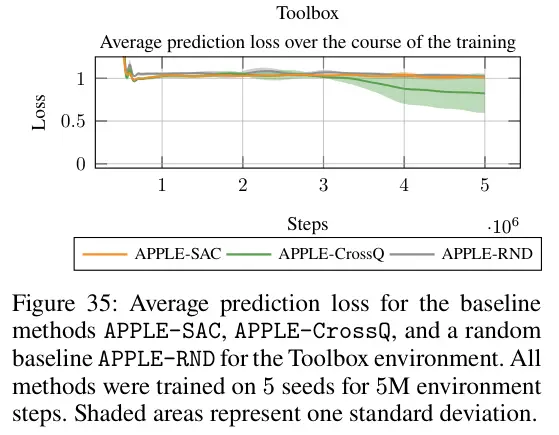 Toolbox
Average prediction loss over the course of the training
1
0.5
0
Loss
1 2 3 4 5
Steps ·10⁶
APPLE-SAC APPLE-CrossQ APPLE-RND
Figure 35: Average prediction loss for the baseline
methods APPLE-SAC, APPLE-CrossQ, and a random
baseline APPLE-RND for the Toolbox environment. All
methods were trained on 5 seeds for 5M environment
steps. Shaded areas represent one standard deviation.